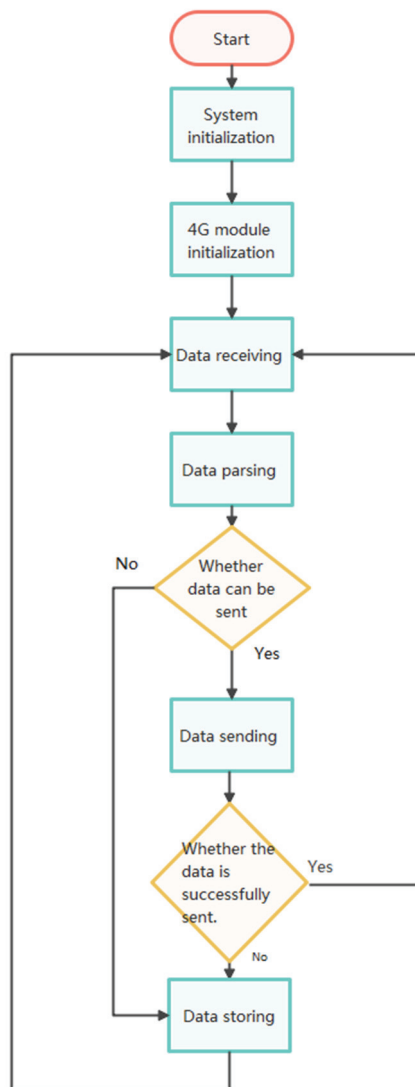 Start
System
initialization
4G module
initialization
Data receiving
Data parsing
No
Whether
data can be
sent
Yes
Data sending
Whether the
data is
successfully
sent.
Yes
No
Data storing